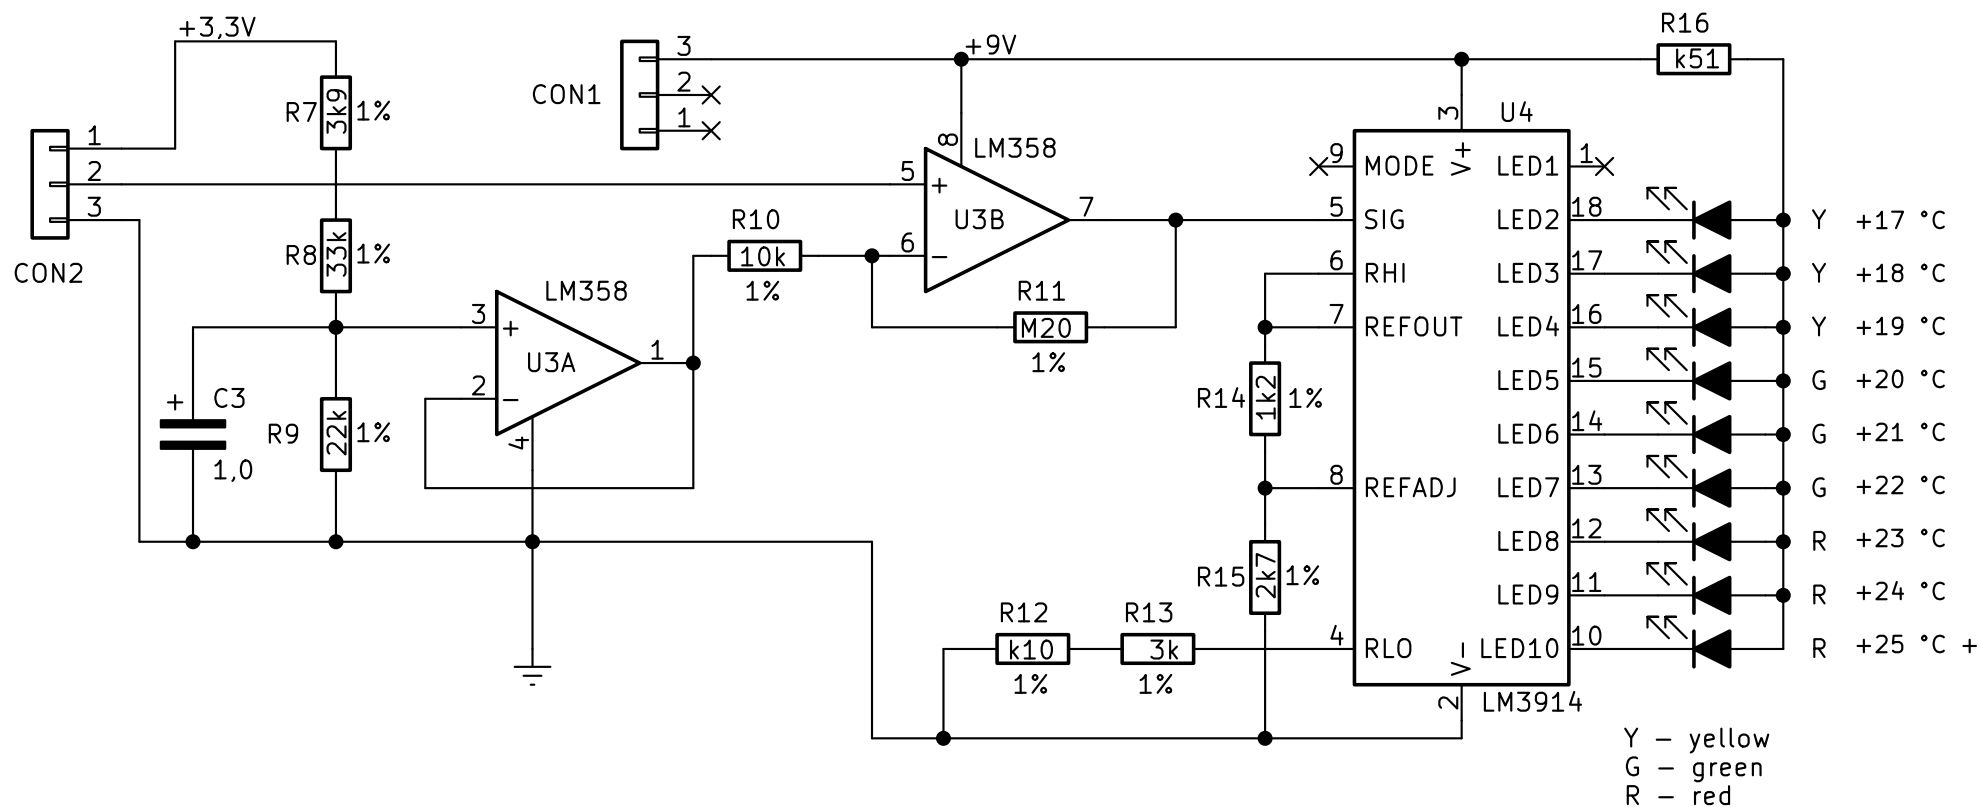 +3,3V
R7
3k9
1%
CON2
1
2
3
R8
33k
1%
C3
+
1,0
R9
22k
1%
LM358
U3A
3
+
2
−
1
4
CON1
3
2
1
+9V
LM358
U3B
8
5
+
6
−
7
R10
10k
1%
R11
M20
1%
R12
k10
1%
R13
3k
1%
R14
1k2
1%
R15
2k7
1%
R16
k51
U4
LM3914
3
V+
9
MODE
5
SIG
6
RHI
7
REFOUT
8
REFADJ
4
RLO
2
V−
LED1
1
LED2
18
Y
+17 °C
LED3
17
Y
+18 °C
LED4
16
Y
+19 °C
LED5
15
G
+20 °C
LED6
14
G
+21 °C
LED7
13
G
+22 °C
LED8
12
R
+23 °C
LED9
11
R
+24 °C
LED10
10
R
+25 °C +
Y − yellow
G − green
R − red